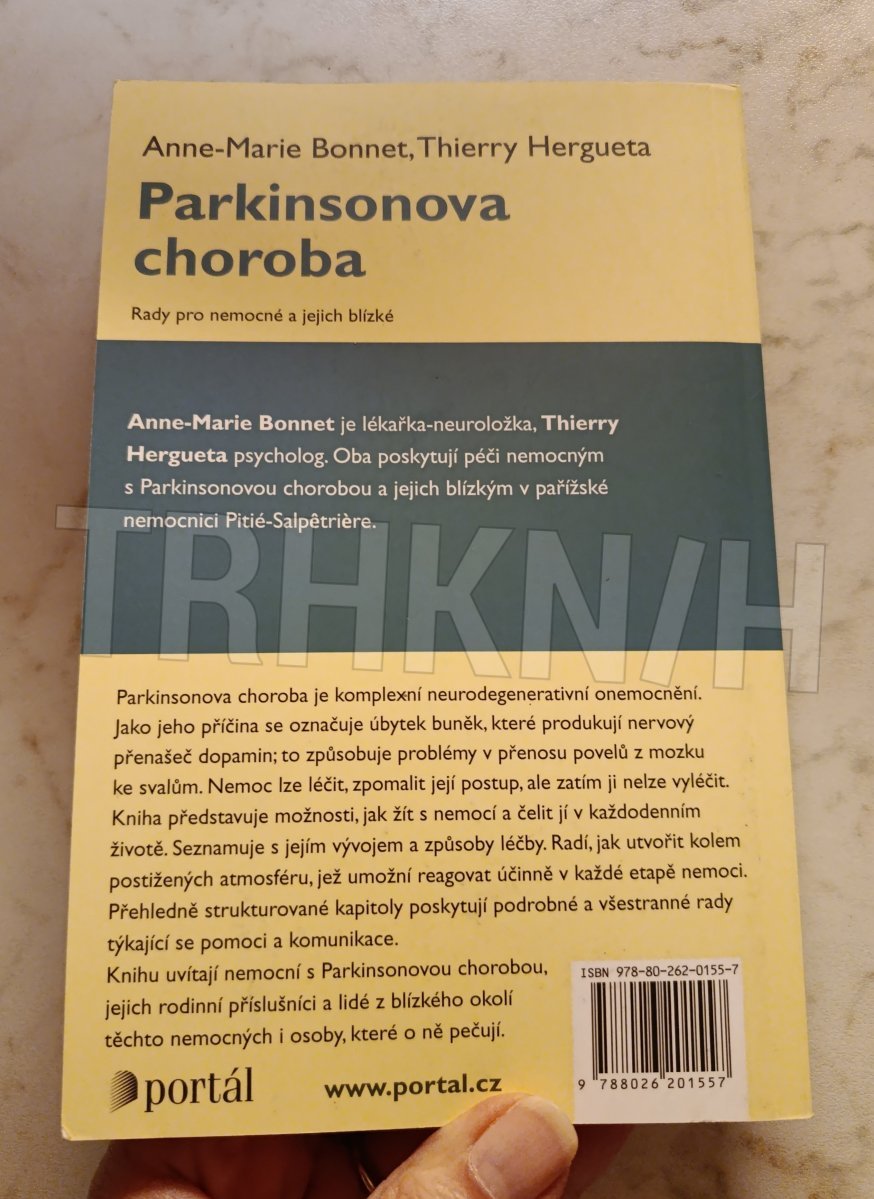 Anne-Marie Bonnet, Thierry Hergueta
Parkinsonova
choroba
Rady pro nemocné a jejich blízké
Anne-Marie Bonnet je lékařka-neuroložka, Thierry
Hergueta psycholog. Oba poskytují péči nemocným
s Parkinsonovou chorobou a jejich blízkým v pařížské
nemocnici Pitié-Salpêtrière.
TRHKNIH
Parkinsonova choroba je komplexní neurodegenerativní onemocnění.
Jako jeho příčina se označuje úbytek buněk, které produkují nervový
přenašeč dopamin; to způsobuje problémy v přenosu povelů z mozku
ke svalům. Nemoc lze léčit, zpomalit její postup, ale zatím ji nelze vyléčit.
Kniha představuje možnosti, jak žít s nemocí a čelit jí v každodenním
životě. Seznamuje s jejím vývojem a způsoby léčby. Radí, jak utvořit kolem
postižených atmosféru, jež umožní reagovat účinně v každé etapě nemoci.
Přehledně strukturované kapitoly poskytují podrobné a všestranné rady
týkající se pomoci a komunikace.
Knihu uvítají nemocní s Parkinsonovou chorobou,
jejich rodinní příslušníci a lidé z blízkého okolí
těchto nemocných i osoby, které o ně pečují.
ISBN 978-80-262-0155-7
9 788026 201557
portál
www.portal.cz